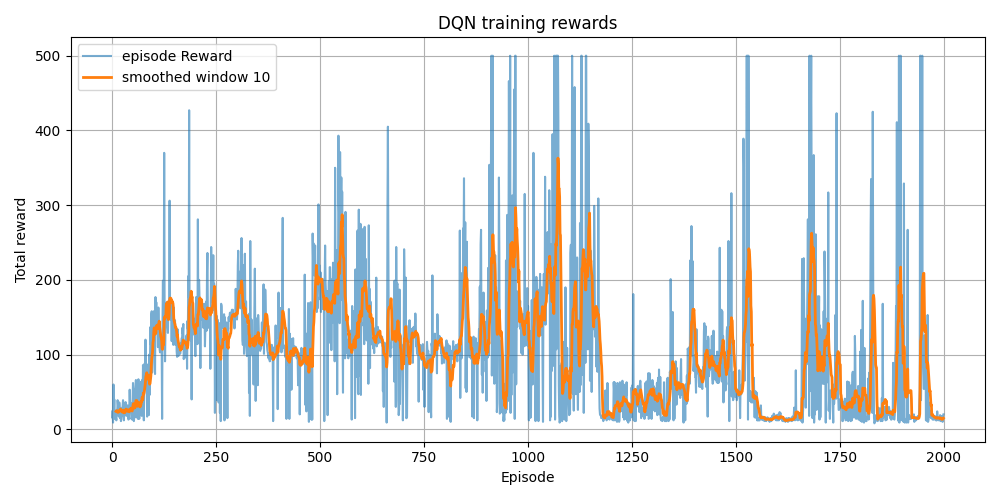 DQN training rewards
episode Reward
smoothed window 10
Total reward
500
400
300
200
100
0
0 250 500 750 1000 1250 1500 1750 2000
Episode